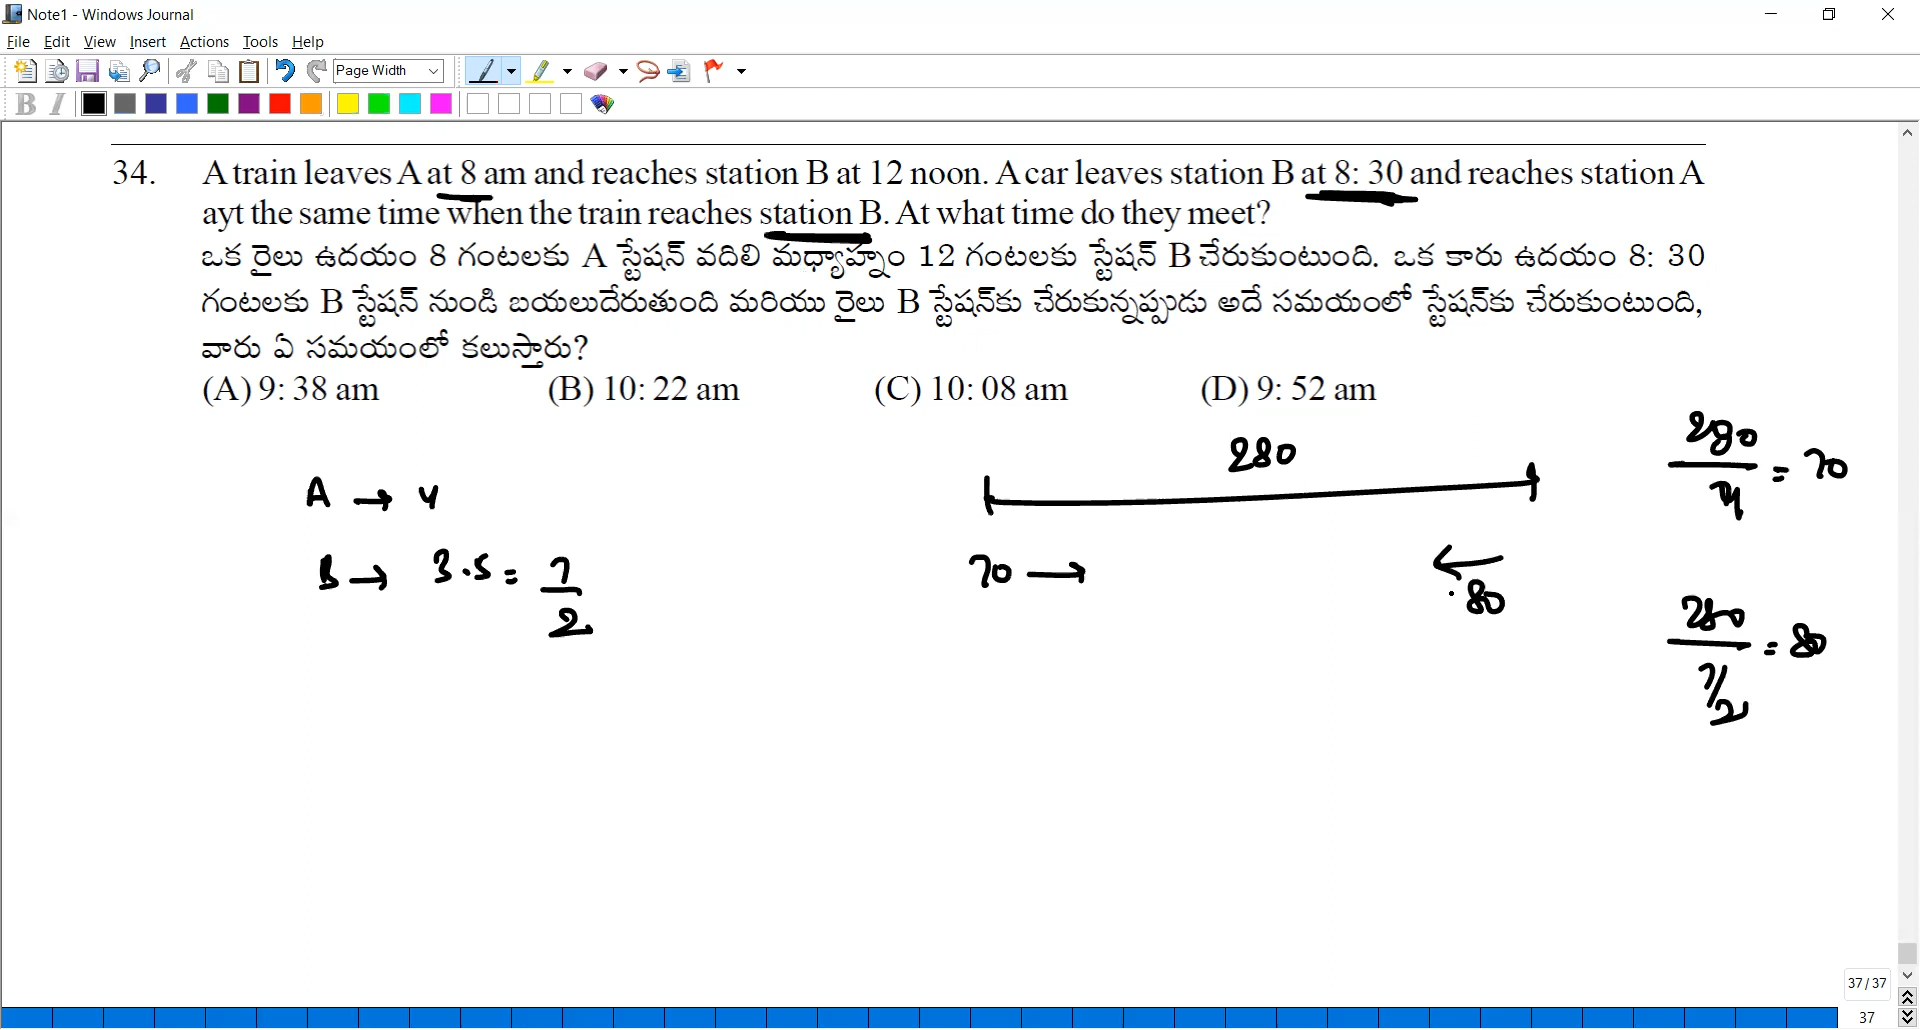 Note1 - Windows Journal
File Edit View Insert Actions Tools Help
Page Width
B I
34. A train leaves A at 8 am and reaches station B at 12 noon. A car leaves station B at 8: 30 and reaches station A
ayt the same time when the train reaches station B. At what time do they meet?
ఒక రైలు ఉదయం 8 గంటలకు A స్టేషన్ వదిలి మధ్యాహ్నం 12 గంటలకు స్టేషన్ B చేరుకుంటుంది. ఒక కారు ఉదయం 8: 30
గంటలకు B స్టేషన్ నుండి బయలుదేరుతుంది మరియు రైలు B స్టేషన్‌కు చేరుకున్నప్పుడు అదే సమయంలో స్టేషన్‌కు చేరుకుంటుంది,
వారు ఏ సమయంలో కలుస్తారు?
(A) 9: 38 am (B) 10: 22 am (C) 10: 08 am (D) 9: 52 am
280
280/4 = 70
A → 4
B → 3.5 = 7/2
70 →
← 80
280/7/2 = 80
37/37
37